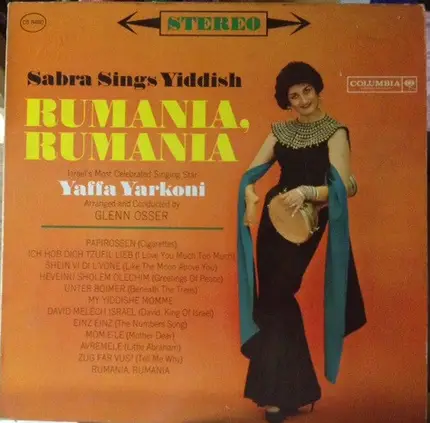 STEREO
COLUMBIA
Sabra Sings Yiddish
RUMANIA,
RUMANIA
Israel's Most Celebrated Singing Star
Yaffa Yarkoni
Arranged and Conducted by
GLENN OSSER
PAPIROSSEN (Cigarettes)
ICH HOB DICH TZUFIL LIEB (I Love You Much Too Much)
SHEIN VI DI L'VONE (Like The Moon Above You)
HEVEINU SHOLEM OLECHIM (Greetings Of Peace)
UNTER BOIMER (Beneath The Trees)
MY YIDDISHE MOMME
DAVID MELECH ISRAEL (David, King Of Israel)
EINZ EINZ (The Numbers Song)
MOM-E-LE (Mother Dear)
AVREMELE (Little Abraham)
ZUG FAR VUS? (Tell Me Why)
RUMANIA, RUMANIA